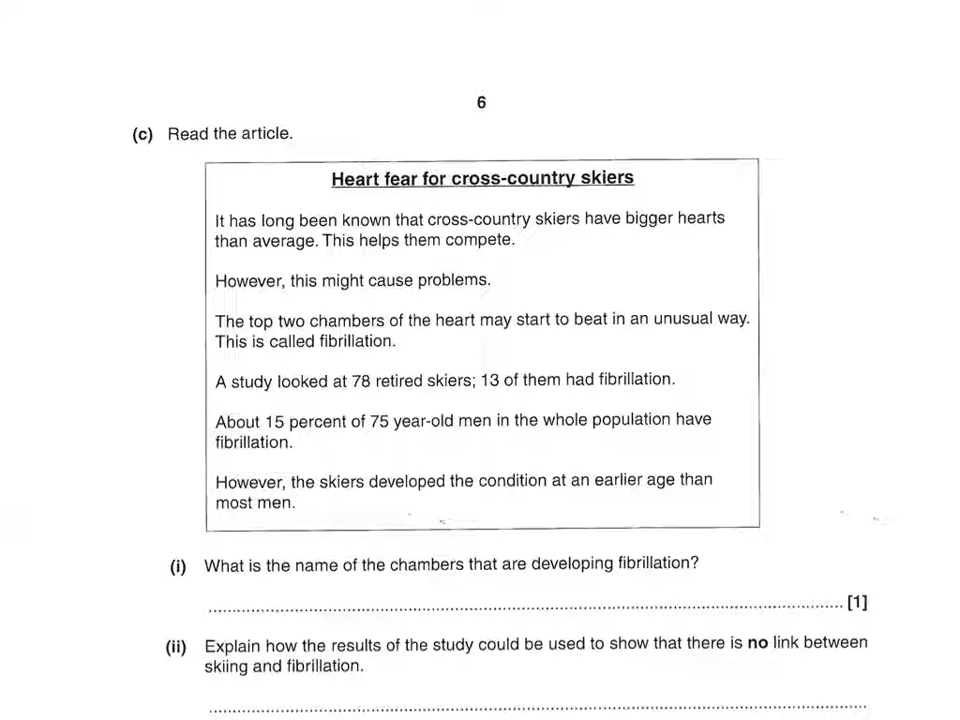 6
(c) Read the article.
Heart fear for cross-country skiers
It has long been known that cross-country skiers have bigger hearts
than average. This helps them compete.
However, this might cause problems.
The top two chambers of the heart may start to beat in an unusual way.
This is called fibrillation.
A study looked at 78 retired skiers; 13 of them had fibrillation.
About 15 percent of 75 year-old men in the whole population have
fibrillation.
However, the skiers developed the condition at an earlier age than
most men.
(i) What is the name of the chambers that are developing fibrillation?
[1]
(ii) Explain how the results of the study could be used to show that there is no link between
skiing and fibrillation.